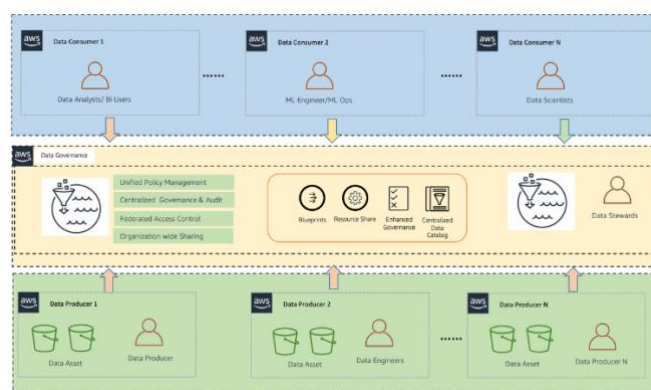 aws
Data Consumer 1
Data Analysts/ BI Users
......
aws
Data Consumer 2
ML Engineer/ML Ops
......
aws
Data Consumer N
Data Scientists
aws
Data Governance
Unified Policy Management
Centralized Governance & Audit
Federated Access Control
Organization wide Sharing
Blueprints
Resource Share
Enhanced
Governance
Centralized
Data
Catalog
Data Stewards
aws
Data Producer 1
Data Asset
Data Producer
aws
Data Producer 2
Data Asset
Data Engineers
......
aws
Data Producer N
Data Asset
Data Producer N